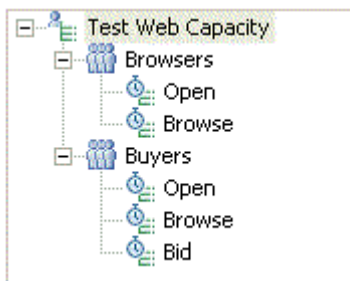 Test Web Capacity
Browsers
Open
Browse
Buyers
Open
Browse
Bid